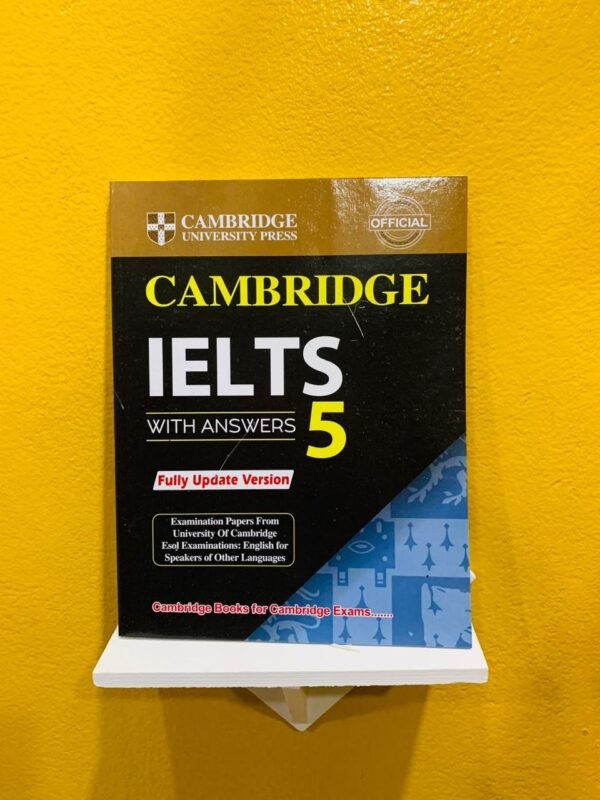 CAMBRIDGE
UNIVERSITY PRESS
OFFICIAL
CAMBRIDGE
IELTS
WITH ANSWERS
5
Fully Update Version
Examination Papers From
University Of Cambridge
Esol Examinations: English for
Speakers of Other Languages
Cambridge Books for Cambridge Exams.......